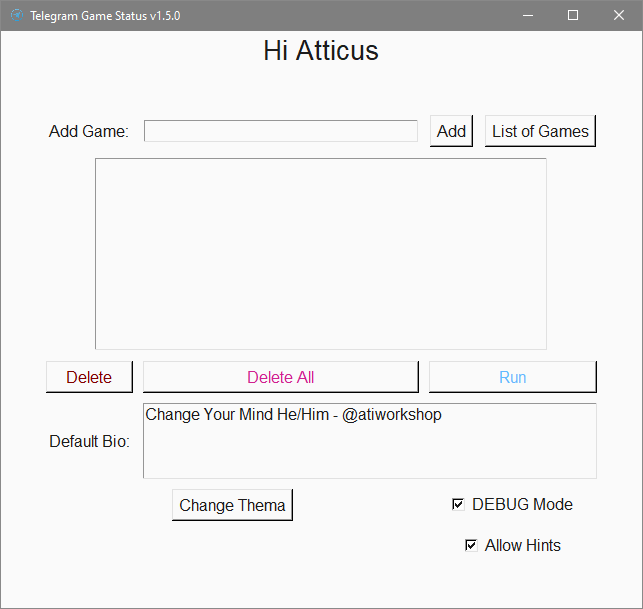 Telegram Game Status v1.5.0
Hi Atticus
Add Game:
Add
List of Games
Delete
Delete All
Run
Default Bio:
Change Your Mind He/Him - @atiworkshop
Change Thema
DEBUG Mode
Allow Hints